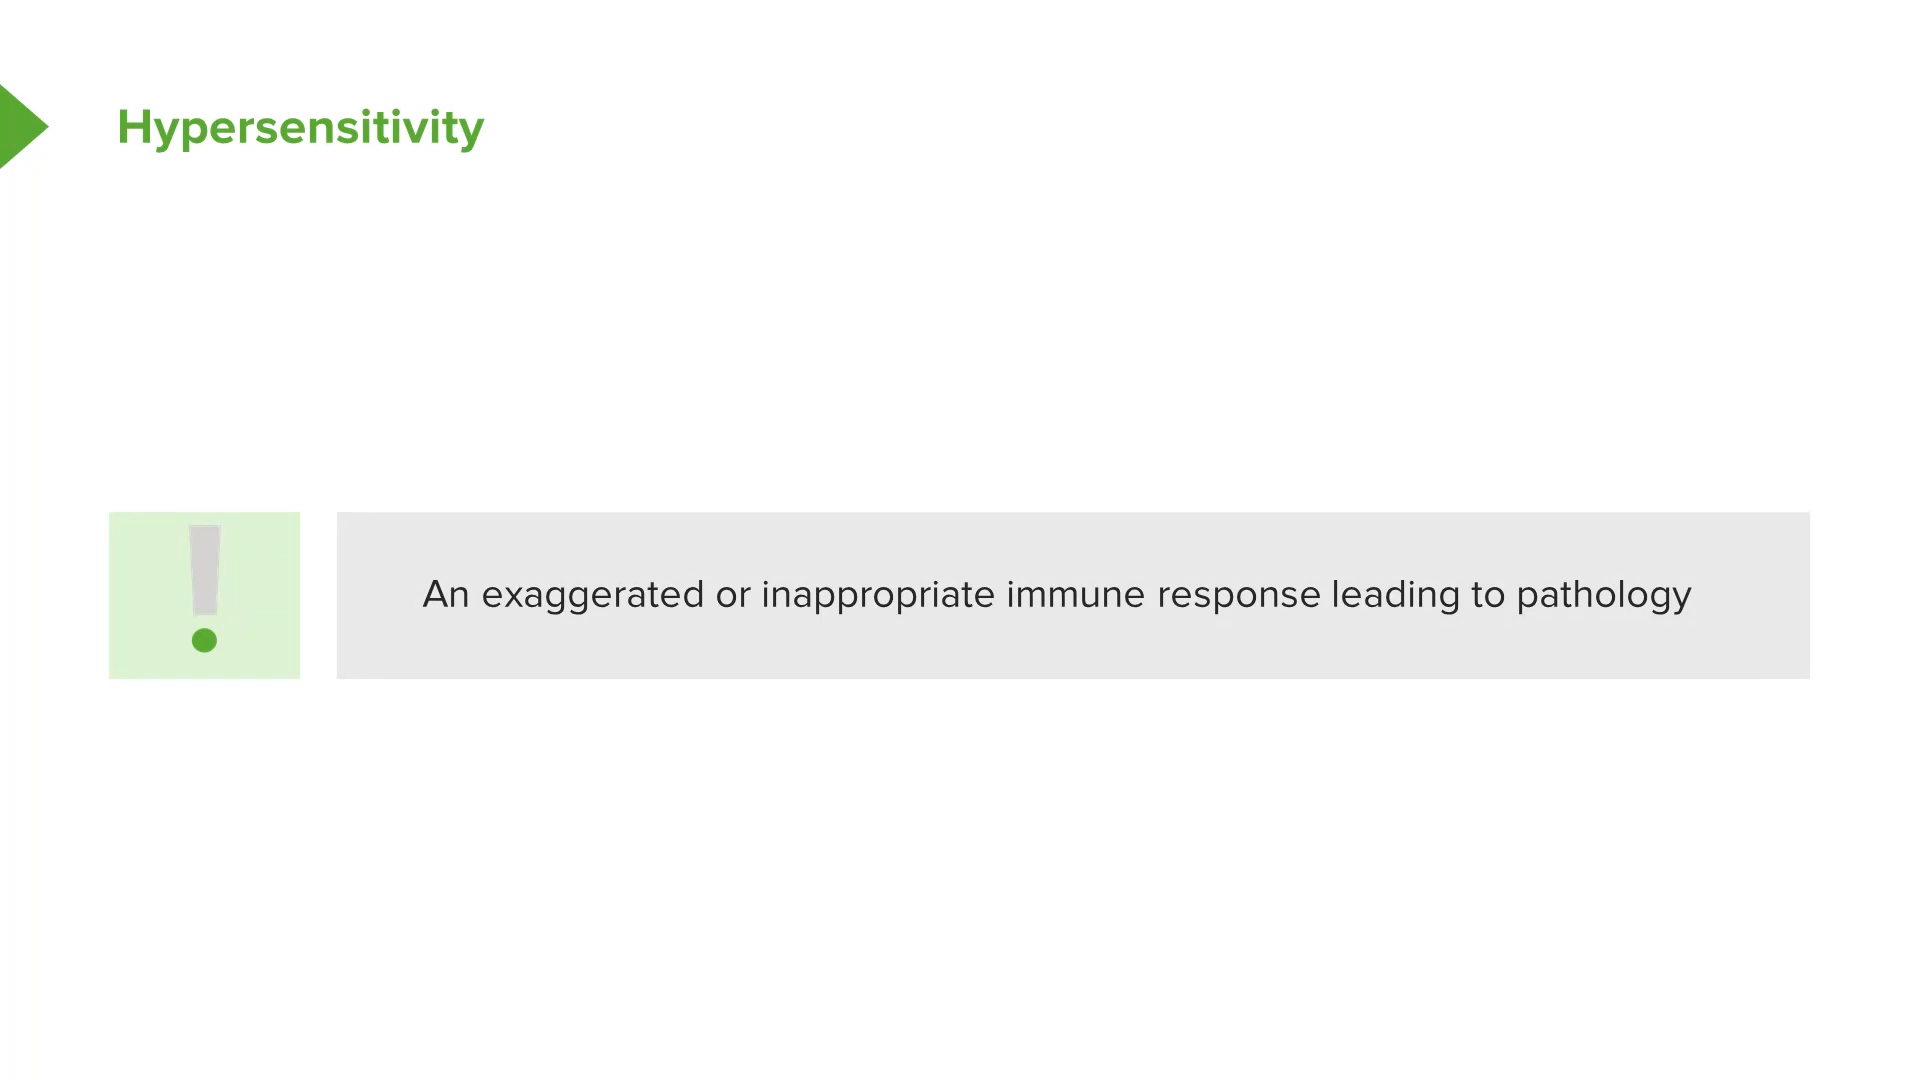 Hypersensitivity
An exaggerated or inappropriate immune response leading to pathology